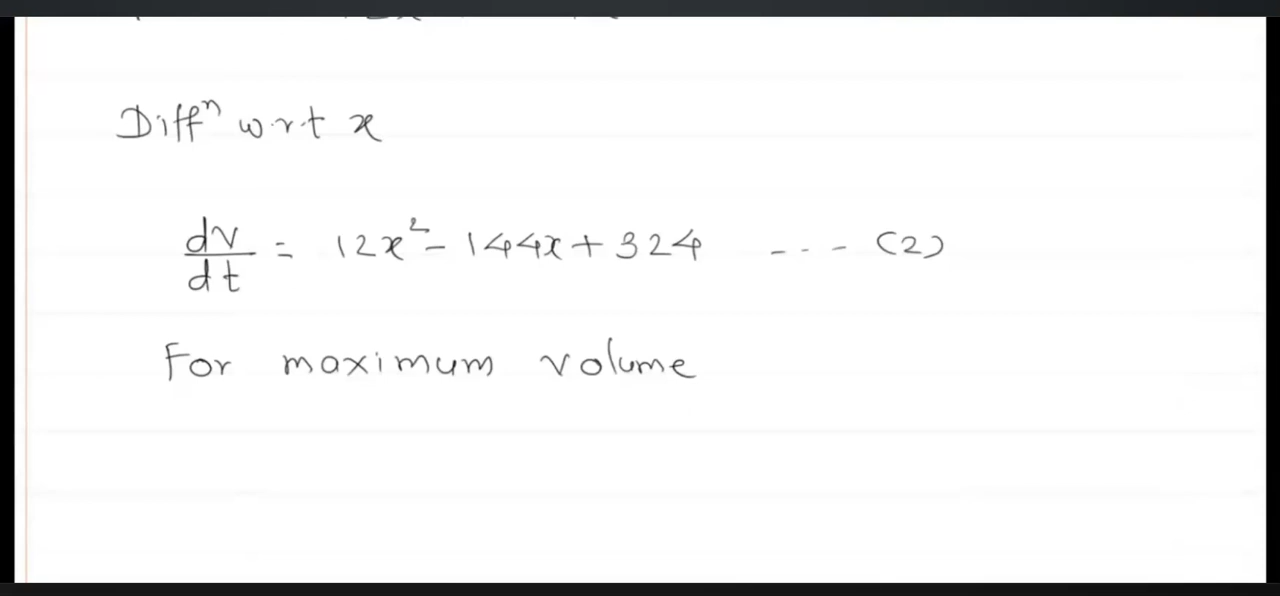 Diffⁿ w.r.t x
dv/dt = 12x² - 144x + 324 --- (2)
For maximum volume